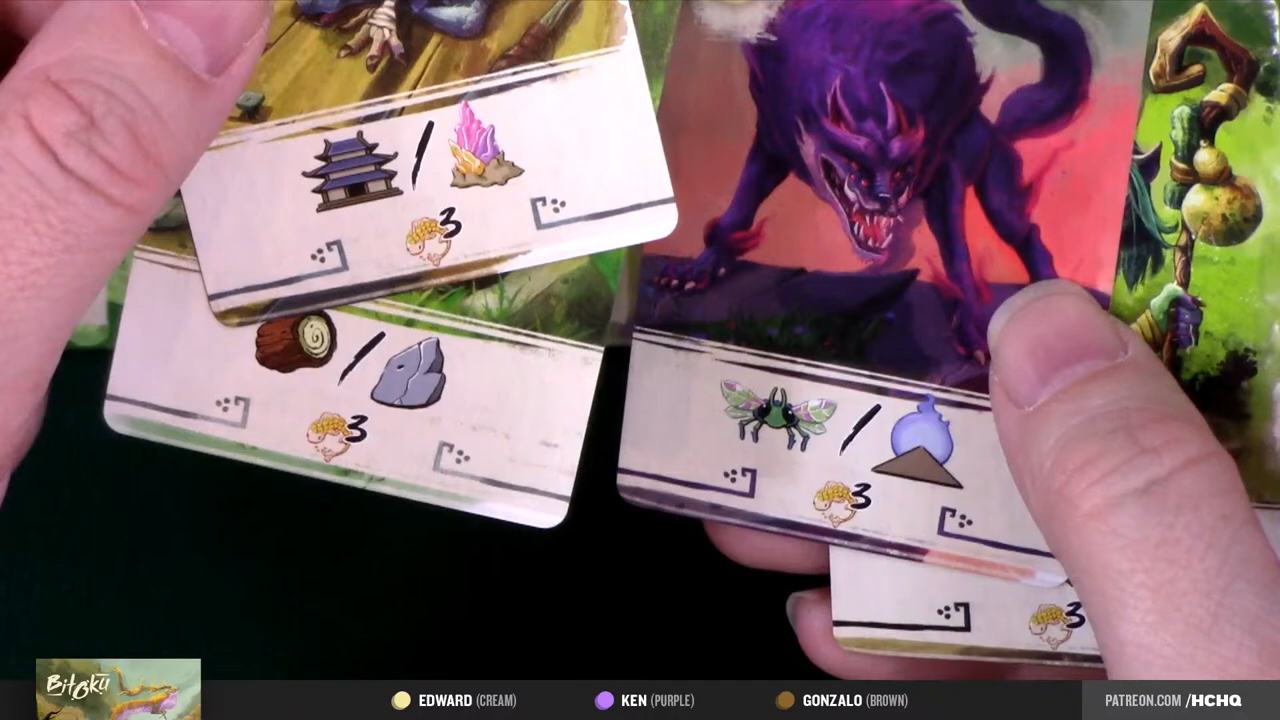 /
3
/
3
/
3
3
Bitoku
EDWARD (CREAM)
KEN (PURPLE)
GONZALO (BROWN)
PATREON.COM /HCHQ